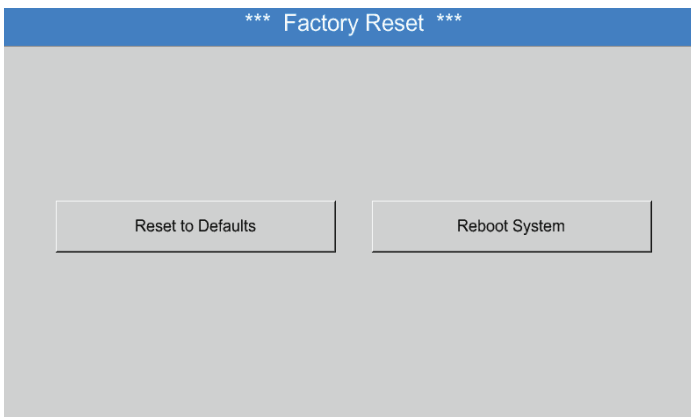 *** Factory Reset ***
Reset to Defaults
Reboot System